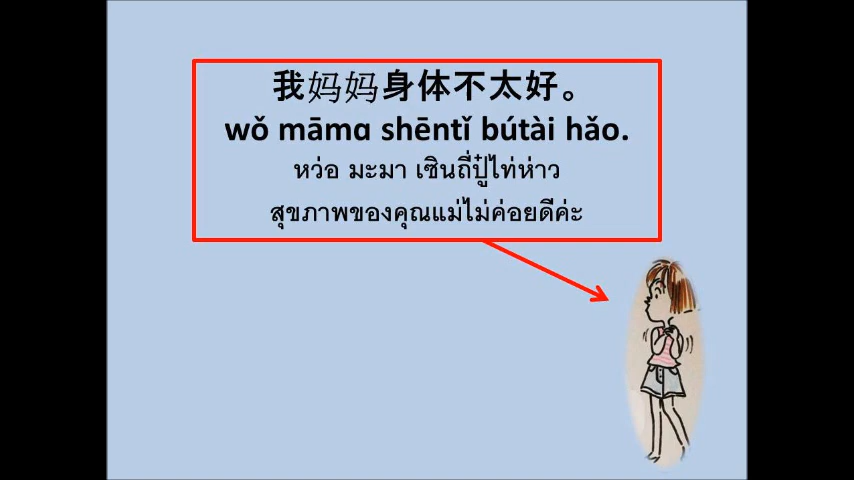 我妈妈身体不太好。
wǒ māmɑ shēntǐ bútài hǎo.
หว่อ มะมา เซินถี่ปู๋ไท่ห่าว
สุขภาพของคุณแม่ไม่ค่อยดีค่ะ